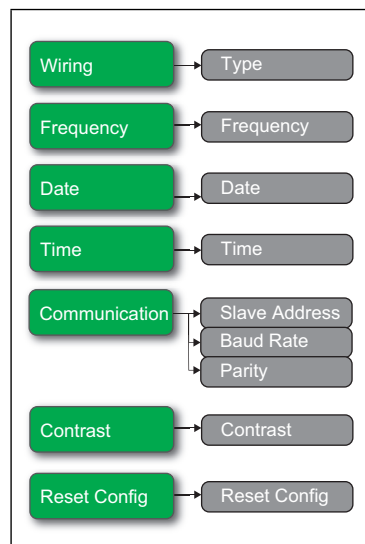 Wiring
Type
Frequency
Frequency
Date
Date
Time
Time
Communication
Slave Address
Baud Rate
Parity
Contrast
Contrast
Reset Config
Reset Config